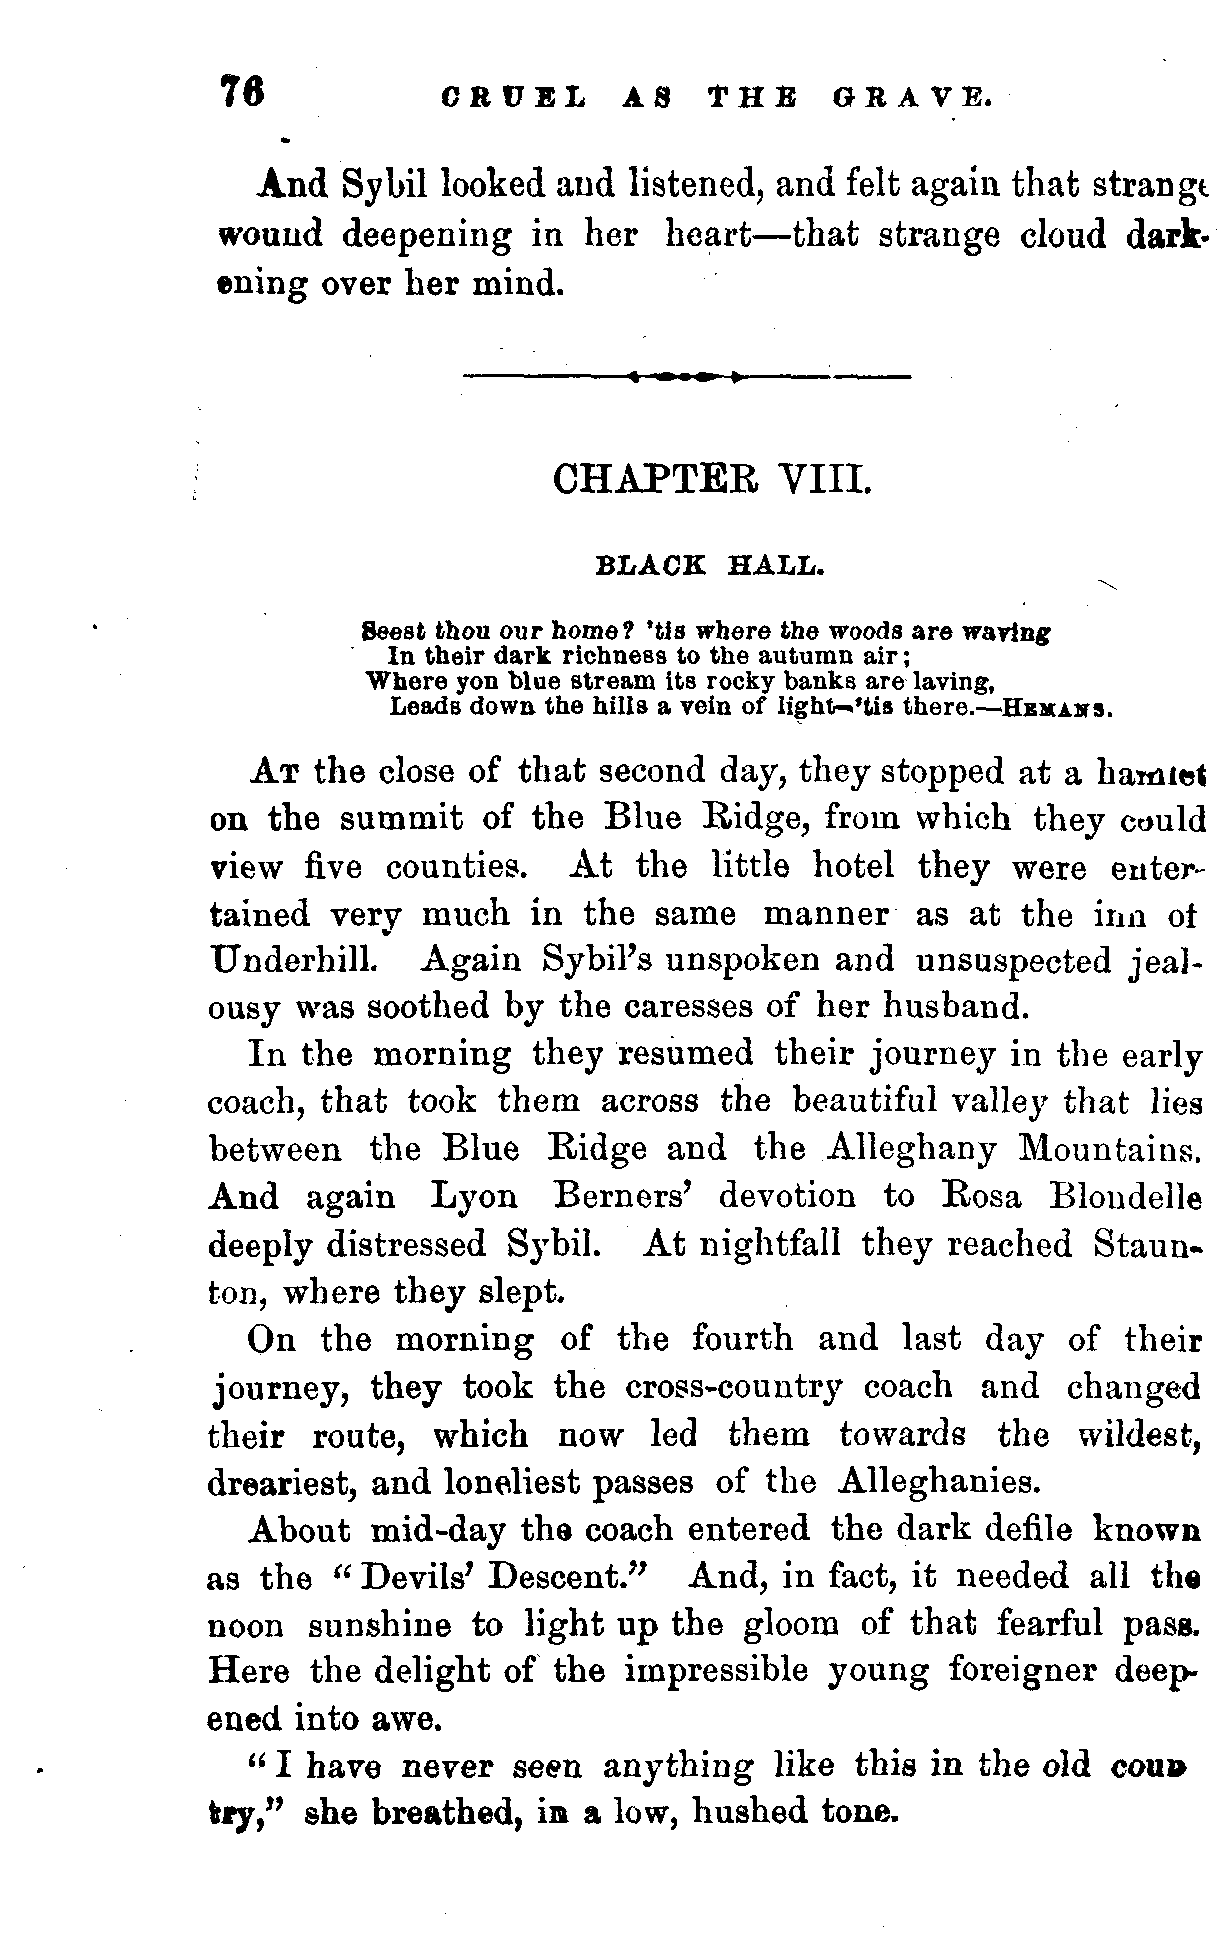 76 CRUEL AS THE GRAVE.
And Sybil looked and listened, and felt again that strange
wound deepening in her heart—that strange cloud dark-
ening over her mind.
CHAPTER VIII.
BLACK HALL.
Seest thou our home? 'tis where the woods are waving
In their dark richness to the autumn air;
Where yon blue stream its rocky banks are laving,
Leads down the hills a vein of light—'tis there.—HEMANS.
AT the close of that second day, they stopped at a hamlet
on the summit of the Blue Ridge, from which they could
view five counties. At the little hotel they were enter-
tained very much in the same manner as at the inn of
Underhill. Again Sybil's unspoken and unsuspected jeal-
ousy was soothed by the caresses of her husband.
In the morning they resumed their journey in the early
coach, that took them across the beautiful valley that lies
between the Blue Ridge and the Alleghany Mountains.
And again Lyon Berners' devotion to Rosa Blondelle
deeply distressed Sybil. At nightfall they reached Staun-
ton, where they slept.
On the morning of the fourth and last day of their
journey, they took the cross-country coach and changed
their route, which now led them towards the wildest,
dreariest, and loneliest passes of the Alleghanies.
About mid-day the coach entered the dark defile known
as the "Devils' Descent." And, in fact, it needed all the
noon sunshine to light up the gloom of that fearful pass.
Here the delight of the impressible young foreigner deep-
ened into awe.
"I have never seen anything like this in the old coun
try," she breathed, in a low, hushed tone.